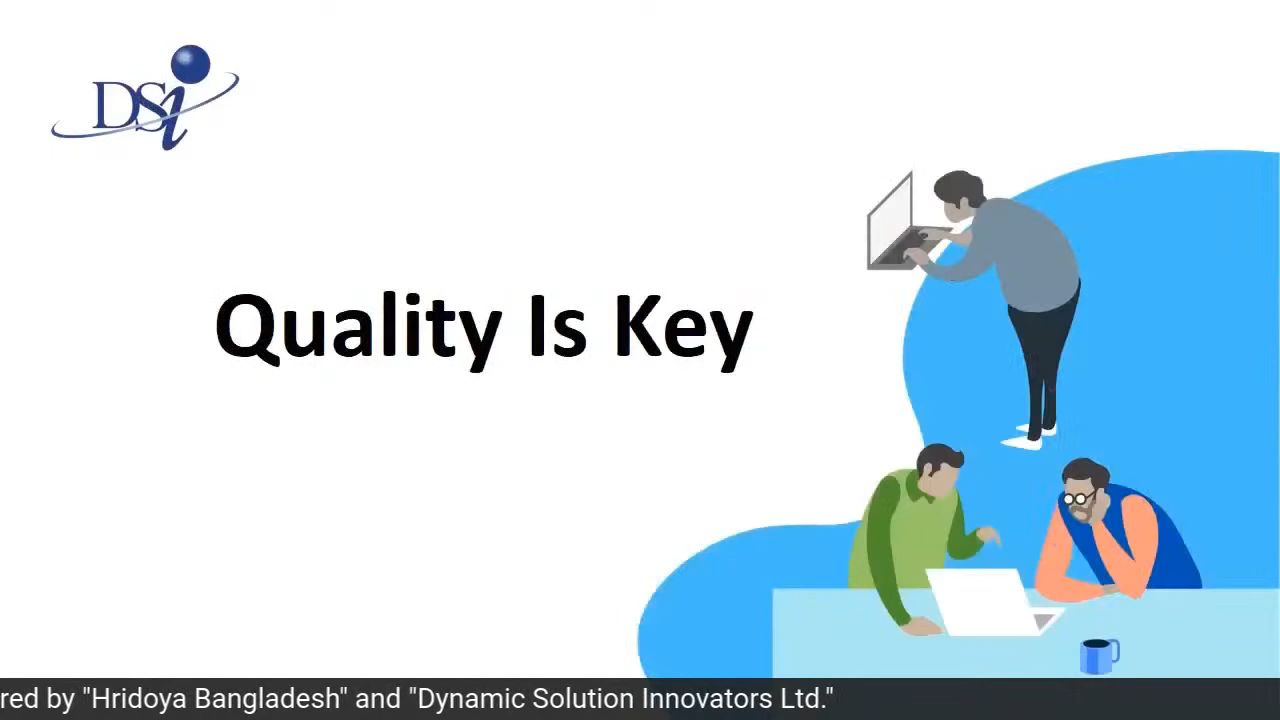 DSi
Quality Is Key
red by "Hridoya Bangladesh" and "Dynamic Solution Innovators Ltd."